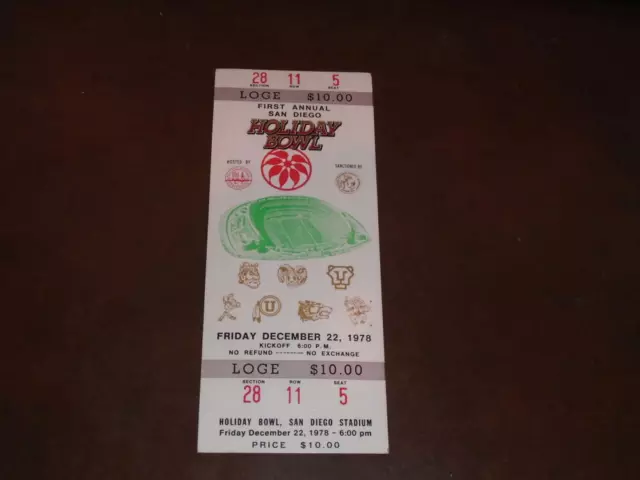 28 11 5
SECTION ROW SEAT
LOGE $10.00
FIRST ANNUAL
SAN DIEGO
HOLIDAY
BOWL
HOSTED BY
SANCTIONED BY
U
FRIDAY DECEMBER 22, 1978
KICKOFF 6:00 P.M.
NO REFUND -------- NO EXCHANGE
LOGE $10.00
SECTION ROW SEAT
28 11 5
HOLIDAY BOWL, SAN DIEGO STADIUM
Friday December 22, 1978 - 6:00 pm
PRICE $10.00